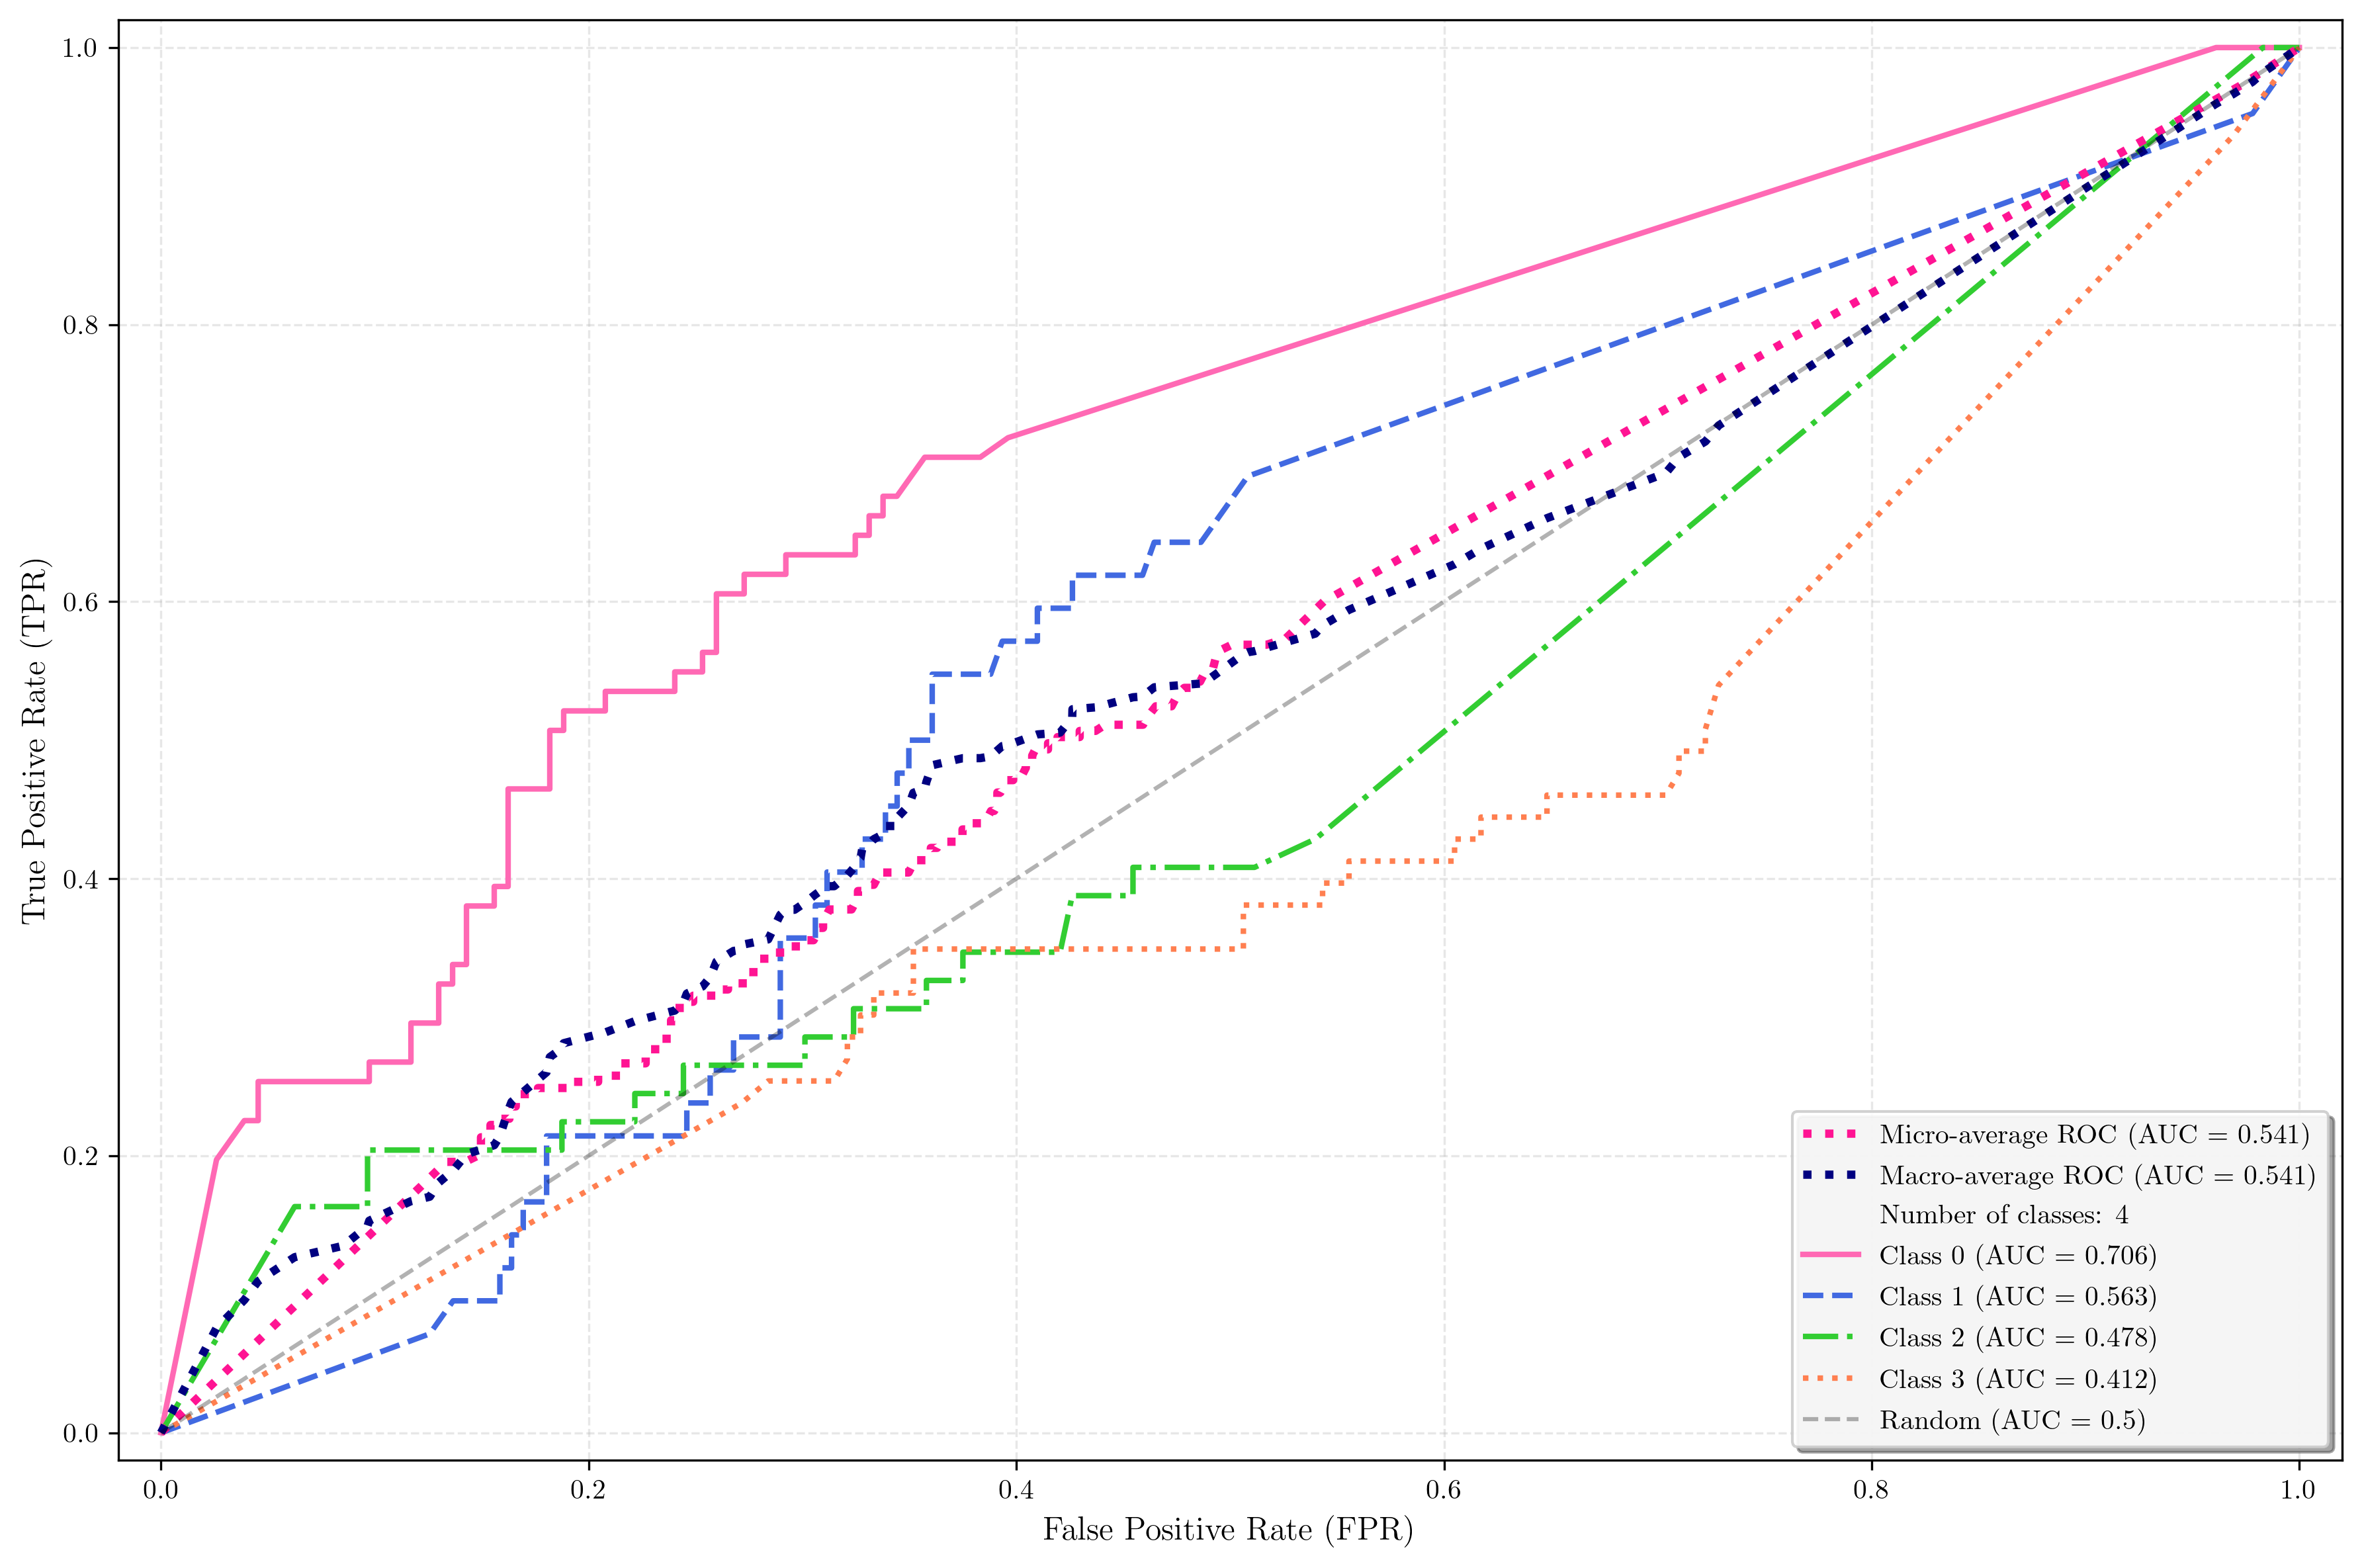 1.0
0.8
0.6
0.4
0.2
0.0
True Positive Rate (TPR)
0.0 0.2 0.4 0.6 0.8 1.0
False Positive Rate (FPR)
Micro-average ROC (AUC = 0.541)
Macro-average ROC (AUC = 0.541)
Number of classes: 4
Class 0 (AUC = 0.706)
Class 1 (AUC = 0.563)
Class 2 (AUC = 0.478)
Class 3 (AUC = 0.412)
Random (AUC = 0.5)